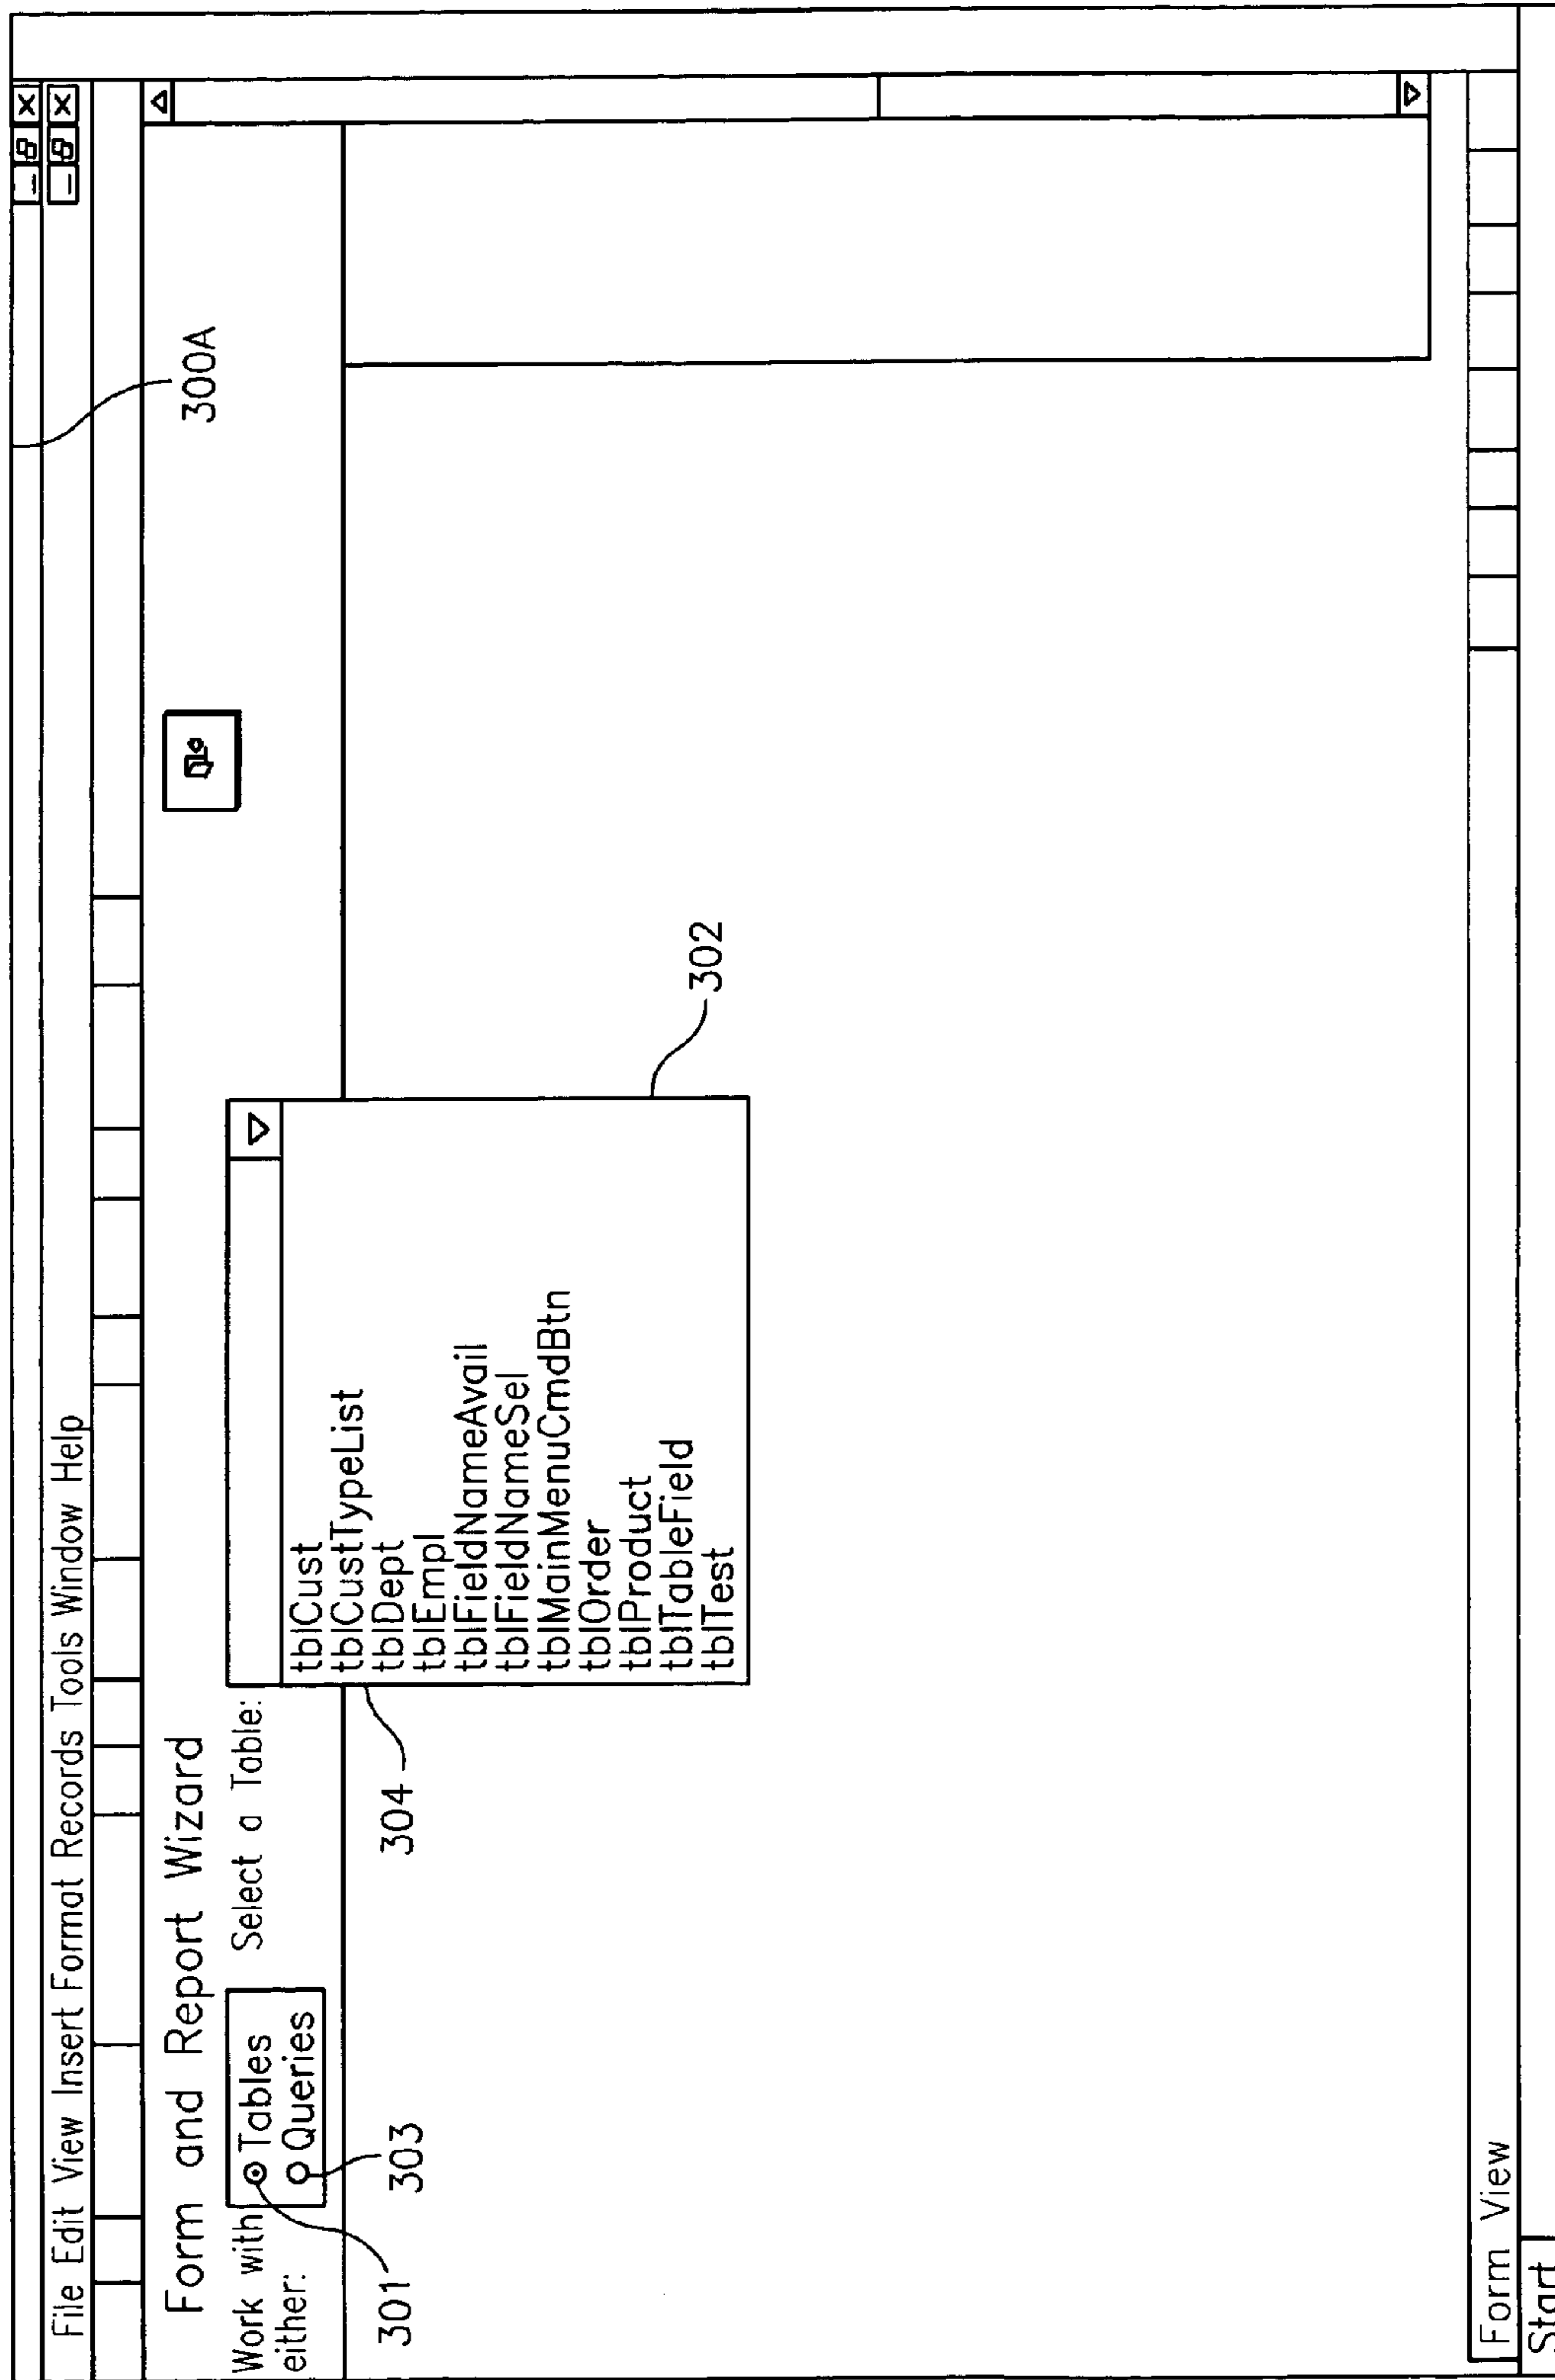 File Edit View Insert Format Records Tools Window Help
300A
Form and Report Wizard
Work with
either:
Tables
Queries
Select a Table:
301
303
304
tblCust
tblCustTypeList
tblDept
tblEmpl
tblFieldNameAvail
tblFieldNameSel
tblMainMenuCmdBtn
tblOrder
tblProduct
tblTableField
tblTest
302
Form View
Start